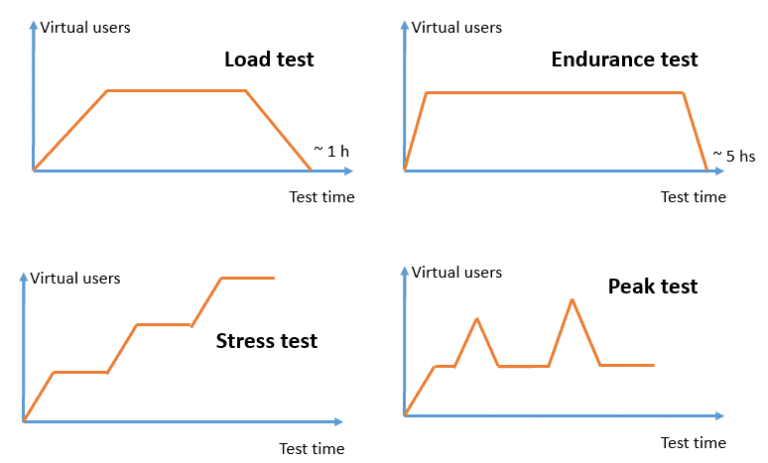 Virtual users
Load test
~ 1 h
Test time
Virtual users
Endurance test
~ 5 hs
Test time
Virtual users
Stress test
Test time
Virtual users
Peak test
Test time